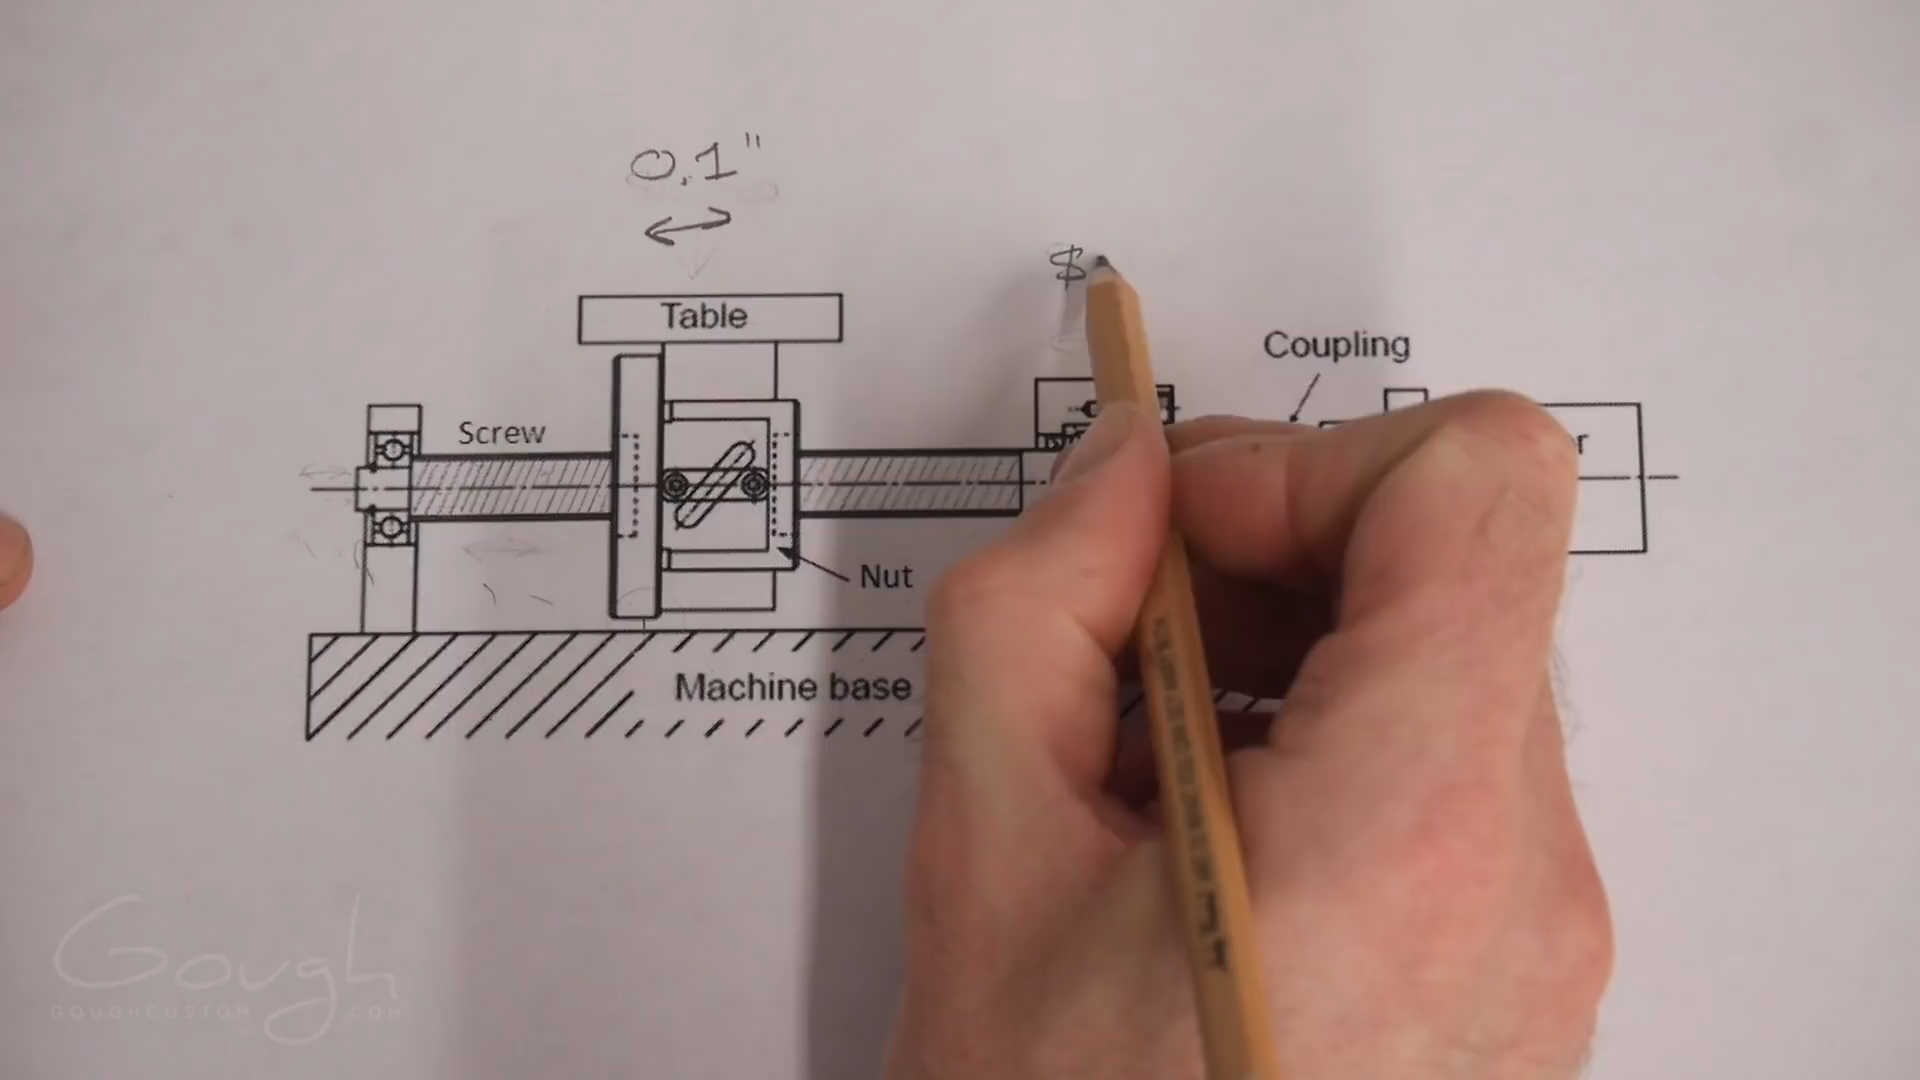 0.1"
$
Table
Coupling
Screw
Nut
Machine base
Gough
GOUGHCUSTOM.COM